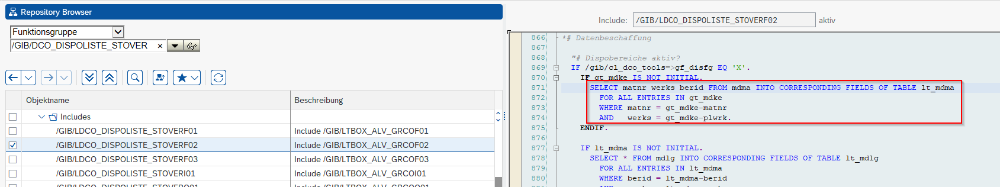 Repository Browser
Funktionsgruppe
/GIB/DCO_DISPOLISTE_STOVER
Objektname Beschreibung
Includes
/GIB/LDCO_DISPOLISTE_STOVERF01 Include /GIB/LTBOX_ALV_GRCOF01
/GIB/LDCO_DISPOLISTE_STOVERF02 Include /GIB/LTBOX_ALV_GRCOF02
/GIB/LDCO_DISPOLISTE_STOVERF03 Include /GIB/LTBOX_ALV_GRCOF03
/GIB/LDCO_DISPOLISTE_STOVERI01 Include /GIB/LTBOX_ALV_GRCOI01
Include: /GIB/LDCO_DISPOLISTE_STOVERF02 aktiv
866 *# Datenbeschaffung
867
868 "# Dispobereiche aktiv?
869 IF /gib/cl_dco_tools=>gf_disfg EQ 'X'.
870 IF gt_mdke IS NOT INITIAL.
871 SELECT matnr werks berid FROM mdma INTO CORRESPONDING FIELDS OF TABLE lt_mdma
872 FOR ALL ENTRIES IN gt_mdke
873 WHERE matnr = gt_mdke-matnr
874 AND werks = gt_mdke-plwrk.
875 ENDIF.
876
877 IF lt_mdma IS NOT INITIAL.
878 SELECT * FROM mdlg INTO CORRESPONDING FIELDS OF TABLE lt_mdlg
879 FOR ALL ENTRIES IN lt_mdma
880 WHERE berid = lt_mdma-berid